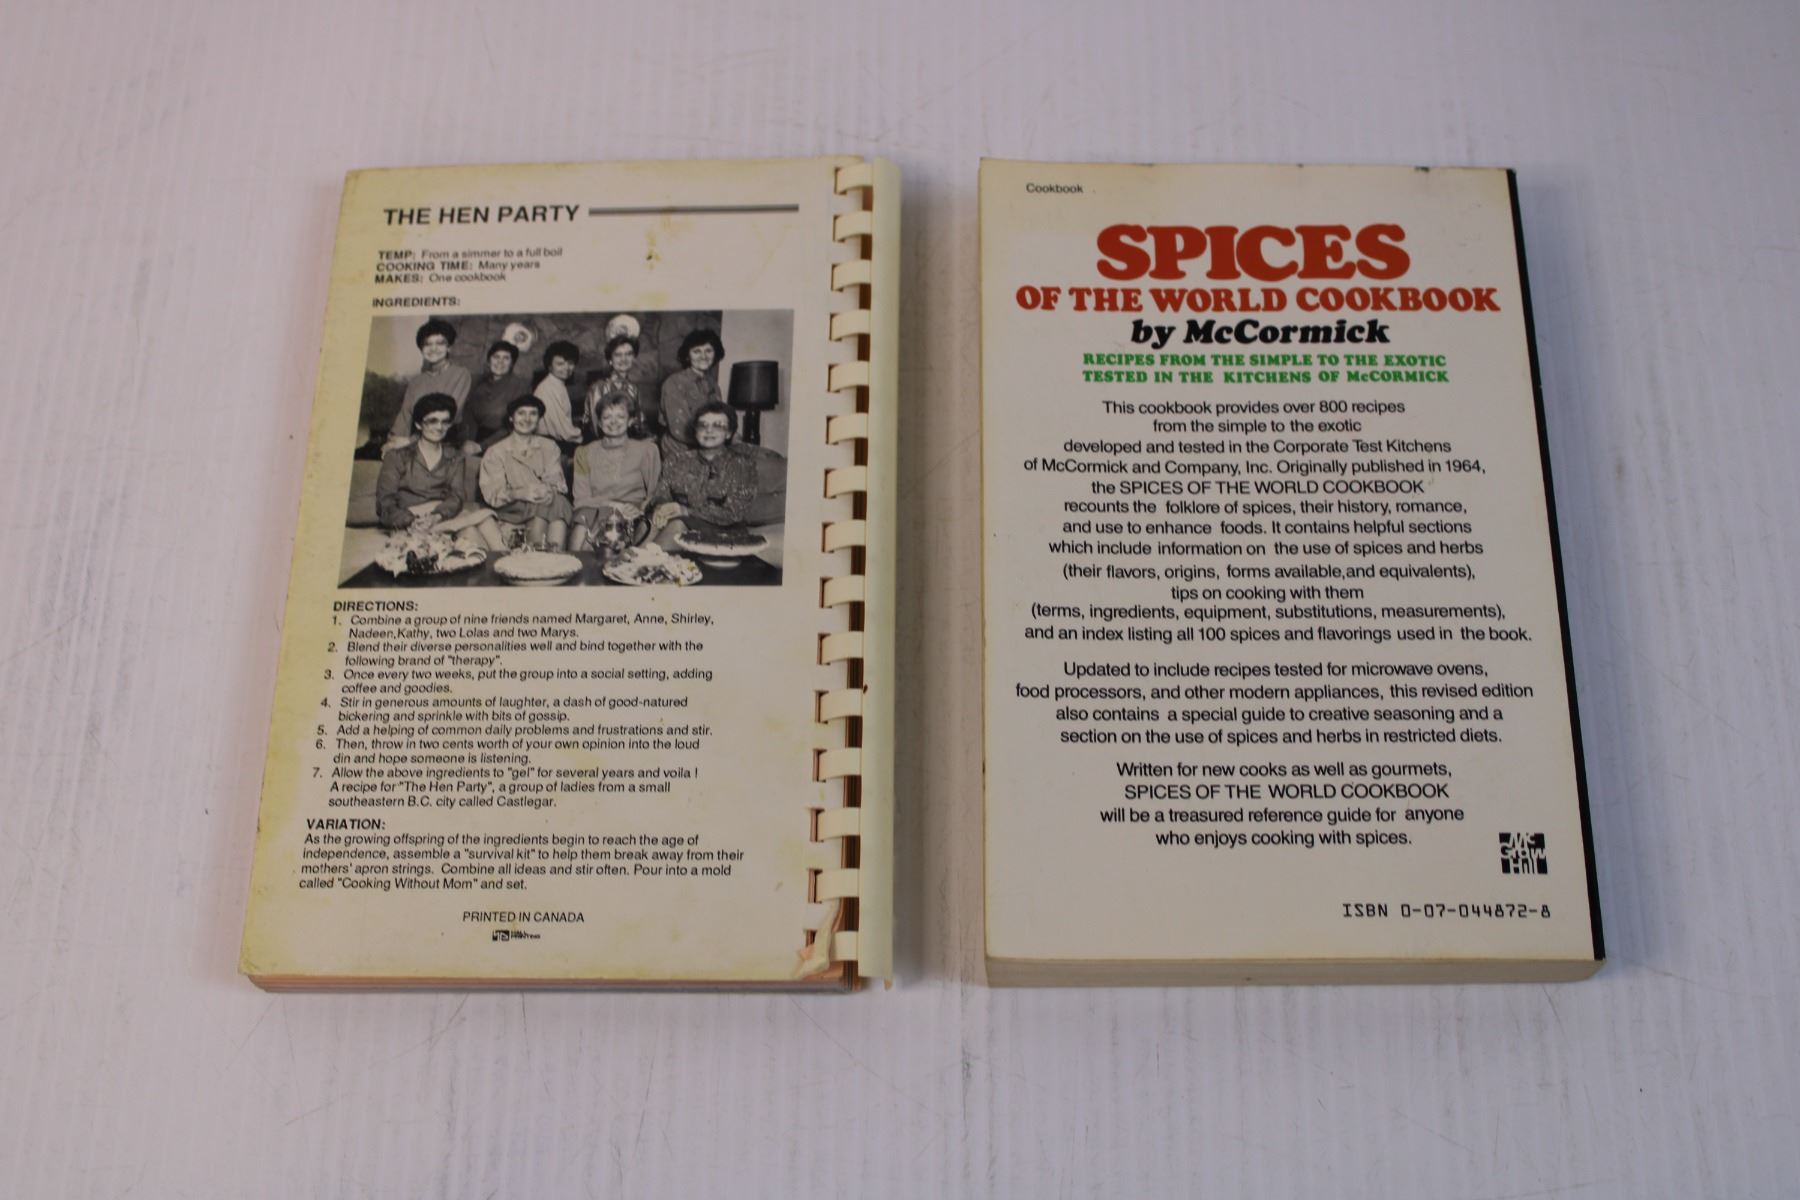 THE HEN PARTY
TEMP: From a simmer to a full boil
COOKING TIME: Many years
MAKES: One cookbook
INGREDIENTS:
DIRECTIONS:
1. Combine a group of nine friends named Margaret, Anne, Shirley,
Nadeen,Kathy, two Lolas and two Marys.
2. Blend their diverse personalities well and bind together with the
following brand of "therapy".
3. Once every two weeks, put the group into a social setting, adding
coffee and goodies.
4. Stir in generous amounts of laughter, a dash of good-natured
bickering and sprinkle with bits of gossip.
5. Add a helping of common daily problems and frustrations and stir.
6. Then, throw in two cents worth of your own opinion into the loud
din and hope someone is listening.
7. Allow the above ingredients to "gel" for several years and voila !
A recipe for "The Hen Party", a group of ladies from a small
southeastern B.C. city called Castlegar.
VARIATION:
As the growing offspring of the ingredients begin to reach the age of
independence, assemble a "survival kit" to help them break away from their
mothers' apron strings. Combine all ideas and stir often. Pour into a mold
called "Cooking Without Mom" and set.
PRINTED IN CANADA
Cookbook
SPICES
OF THE WORLD COOKBOOK
by McCormick
RECIPES FROM THE SIMPLE TO THE EXOTIC
TESTED IN THE KITCHENS OF McCORMICK
This cookbook provides over 800 recipes
from the simple to the exotic
developed and tested in the Corporate Test Kitchens
of McCormick and Company, Inc. Originally published in 1964,
the SPICES OF THE WORLD COOKBOOK
recounts the folklore of spices, their history, romance,
and use to enhance foods. It contains helpful sections
which include information on the use of spices and herbs
(their flavors, origins, forms available,and equivalents),
tips on cooking with them
(terms, ingredients, equipment, substitutions, measurements),
and an index listing all 100 spices and flavorings used in the book.
Updated to include recipes tested for microwave ovens,
food processors, and other modern appliances, this revised edition
also contains a special guide to creative seasoning and a
section on the use of spices and herbs in restricted diets.
Written for new cooks as well as gourmets,
SPICES OF THE WORLD COOKBOOK
will be a treasured reference guide for anyone
who enjoys cooking with spices.
Mc
Graw
Hill
ISBN 0-07-044872-8